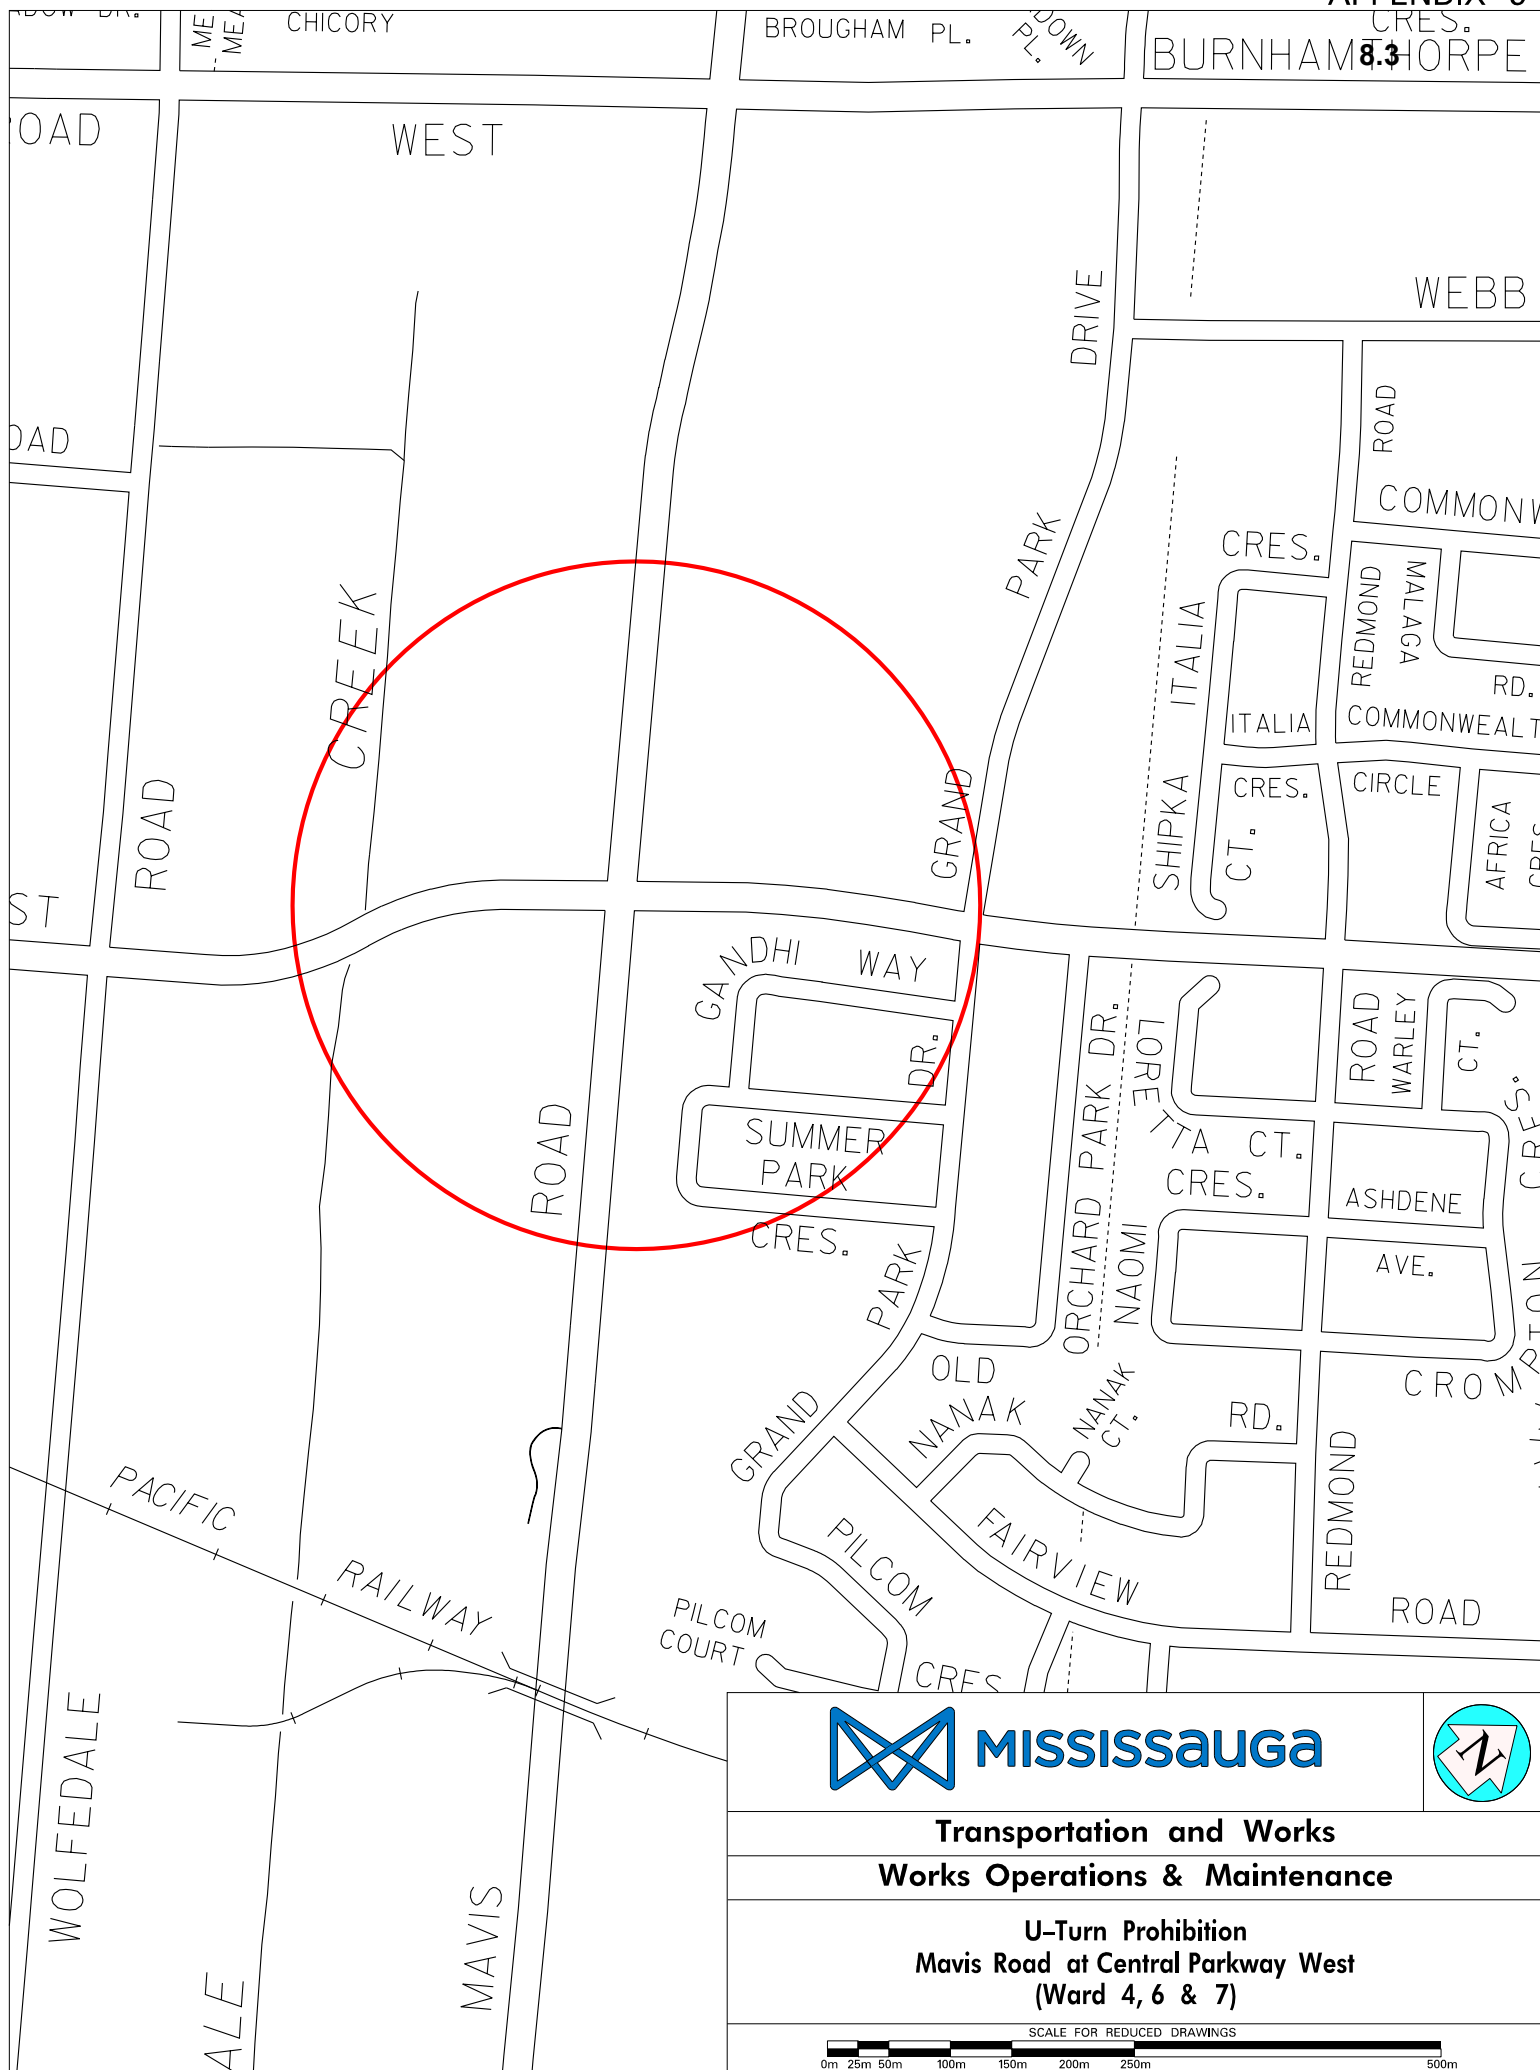 8.3
CHICORY
BROUGHAM PL.
PL.
CRES.
BURNHAMTHORPE
WEST
DRIVE
WEBB
ROAD
CRES.
PARK
CREEK
ITALIA
REDMOND
MALAGA
RD.
ITALIA
SHIPKA
CRES.
CIRCLE
GRAND
ROAD
CT.
AFRICA
GANDHI WAY
DR.
ORCHARD PARK DR.
LORETTA CT.
ROAD
WARLEY
CT.
ROAD
SUMMER
PARK
CRES.
CRES.
ASHDENE
AVE.
NAOMI
CRES.
CROMPTON
PARK
GRAND
OLD
NANAK
NANAK
CT.
RD.
REDMOND
PACIFIC
RAILWAY
PILCOM
FAIRVIEW
ROAD
PILCOM
COURT
WOLFEDALE
MAVIS
MISSISSAUGA
N
Transportation and Works
Works Operations & Maintenance
U-Turn Prohibition
Mavis Road at Central Parkway West
(Ward 4, 6 & 7)
SCALE FOR REDUCED DRAWINGS
0m 25m 50m 100m 150m 200m 250m 500m